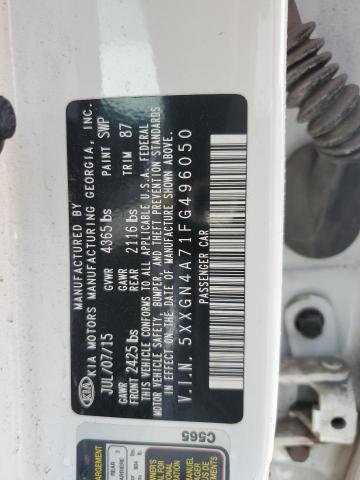 MANUFACTURED BY
KIA KIA MOTORS MANUFACTURING GEORGIA, INC.
JUL/07/15 GVWR 4365 lbs PAINT SWP
GAWR FRONT 2425 lbs GAWR REAR 2116 lbs TRIM 87
THIS VEHICLE CONFORMS TO ALL APPLICABLE U.S.A. FEDERAL
MOTOR VEHICLE SAFETY, BUMPER, AND THEFT PREVENTION STANDARDS
IN EFFECT ON THE DATE OF MANUFACTURE SHOWN ABOVE.
V.I.N. 5XXGN4A71FG496050
PASSENGER CAR
C565
REAR